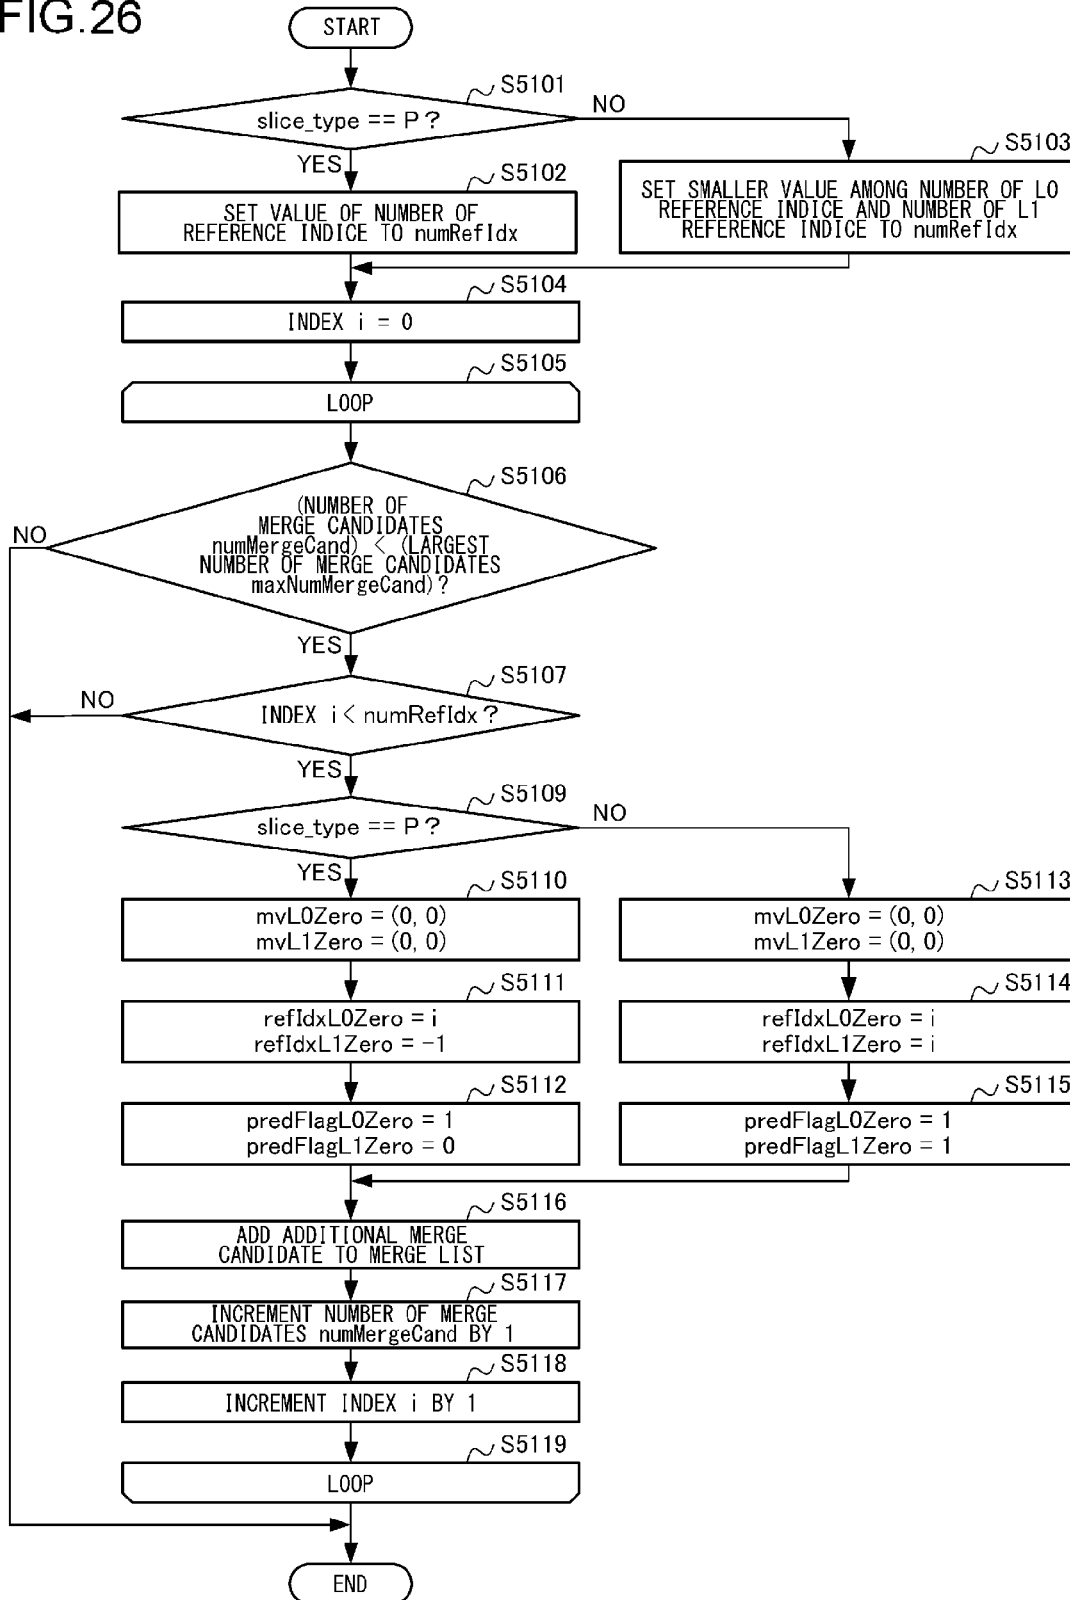 FIG.26
START
S5101
slice_type == P?
NO
YES
S5102
SET VALUE OF NUMBER OF
REFERENCE INDICE TO numRefIdx
S5103
SET SMALLER VALUE AMONG NUMBER OF L0
REFERENCE INDICE AND NUMBER OF L1
REFERENCE INDICE TO numRefIdx
S5104
INDEX i = 0
S5105
LOOP
S5106
(NUMBER OF
MERGE CANDIDATES
numMergeCand) < (LARGEST
NUMBER OF MERGE CANDIDATES
maxNumMergeCand)?
NO
YES
S5107
INDEX i < numRefIdx?
NO
YES
S5109
slice_type == P?
NO
YES
S5110
mvL0Zero = (0, 0)
mvL1Zero = (0, 0)
S5113
mvL0Zero = (0, 0)
mvL1Zero = (0, 0)
S5111
refIdxL0Zero = i
refIdxL1Zero = -1
S5114
refIdxL0Zero = i
refIdxL1Zero = i
S5112
predFlagL0Zero = 1
predFlagL1Zero = 0
S5115
predFlagL0Zero = 1
predFlagL1Zero = 1
S5116
ADD ADDITIONAL MERGE
CANDIDATE TO MERGE LIST
S5117
INCREMENT NUMBER OF MERGE
CANDIDATES numMergeCand BY 1
S5118
INCREMENT INDEX i BY 1
S5119
LOOP
END